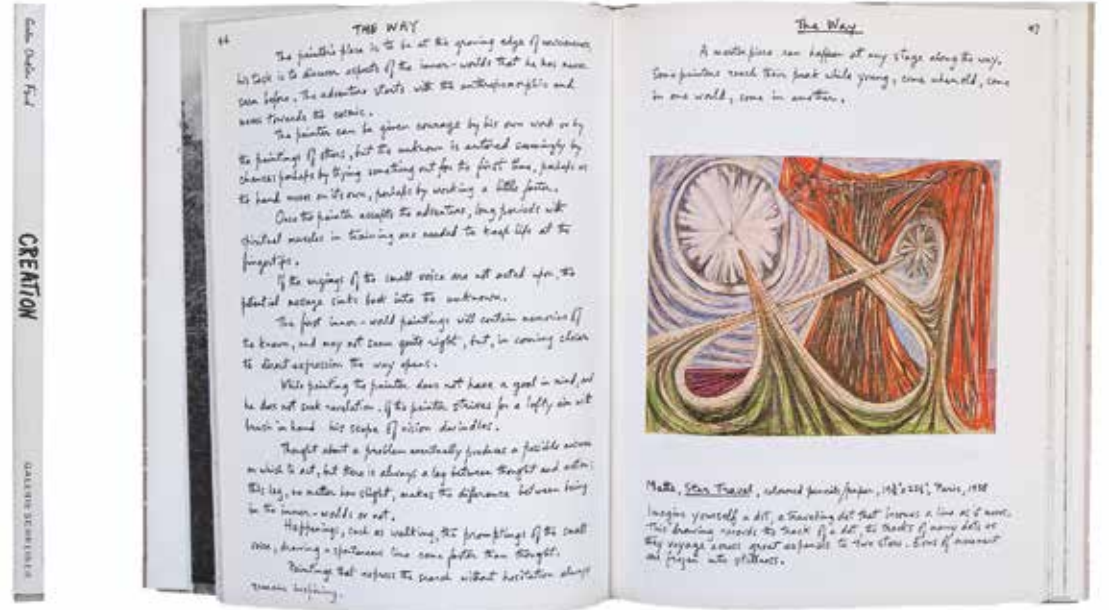 Gordon Onslow Ford
CREATION
GALERIE SCHREINER
46
THE WAY
The painter's place is to be at the growing edge of awareness,
his task is to discover aspects of the inner-worlds that he has never
seen before. The adventure starts with the anthropomorphic and
moves towards the cosmic.
The painter can be given courage by his own work or by
the paintings of others, but the unknown is entered seemingly by
chance: perhaps by trying something out for the first time, perhaps as
the hand moves on its own, perhaps by working a little faster.
Once the painter accepts the adventure, long periods with
spiritual muscles in training are needed to keep life at the
fingertips.
If the urgings of the small voice are not acted upon, the
potential message sinks back into the unknown.
The first inner-world paintings will contain memories of
the known, and may not seem quite right, but, in coming closer
to direct expression the way opens.
While painting the painter does not have a goal in mind, and
he does not seek revelation. If the painter strives for a lofty aim with
brush in hand his scope of vision dwindles.
Thought about a problem eventually produces a possible answer
on which to act, but there is always a lag between thought and action:
this lag, no matter how slight, makes the difference between being
in the inner-worlds or not.
Happenings, such as walking, the promptings of the small
voice, drawing a spontaneous line come faster than thought.
Paintings that express the search without hesitation always
remain inspiring.
The Way
47
A masterpiece can happen at any stage along the way.
Some painters reach their peak while young, some when old, some
in one world, some in another.
Matta, Star Travel, coloured pencils/paper, Paris, 1938
Imagine yourself a dot, a traveling dot that leaves a line as it moves.
This drawing records the track of a dot, the tracks of many dots as
they voyage across great expanses to two stars. Eons of movement
are frozen into stillness.